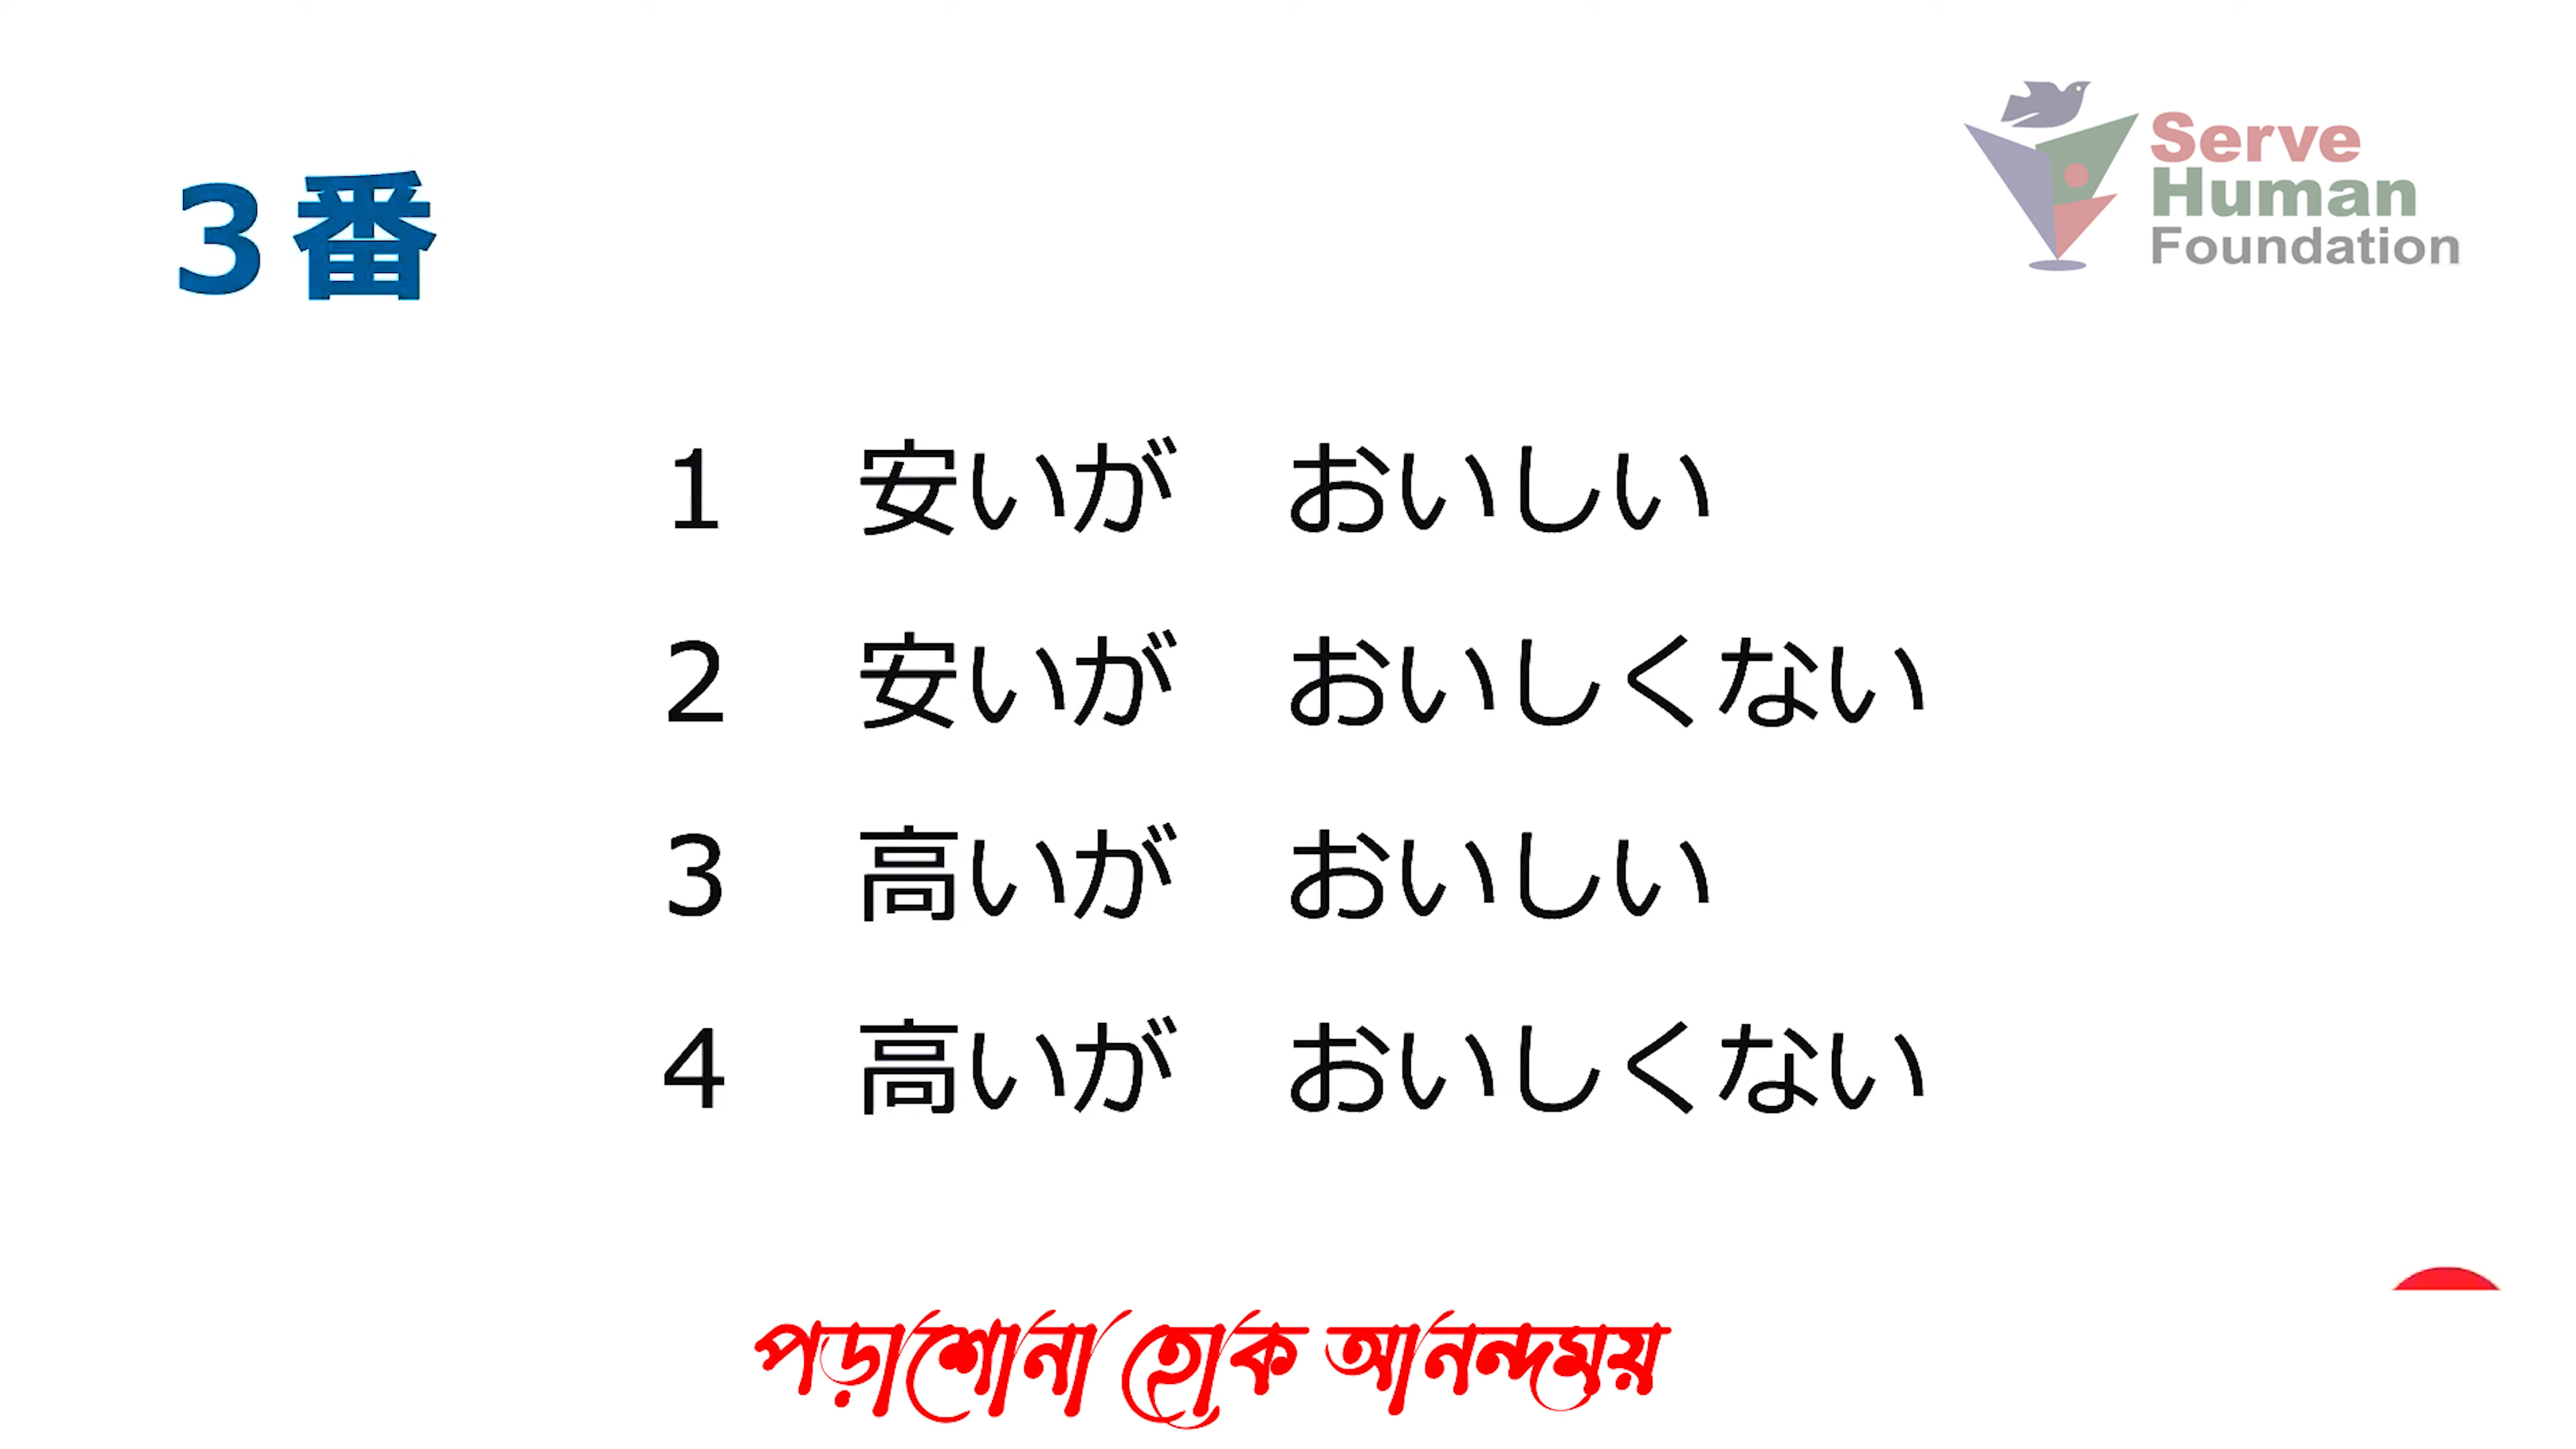 3番
Serve
Human
Foundation
1 安いが おいしい
2 安いが おいしくない
3 高いが おいしい
4 高いが おいしくない
পড়াশোনা হোক আনন্দময়